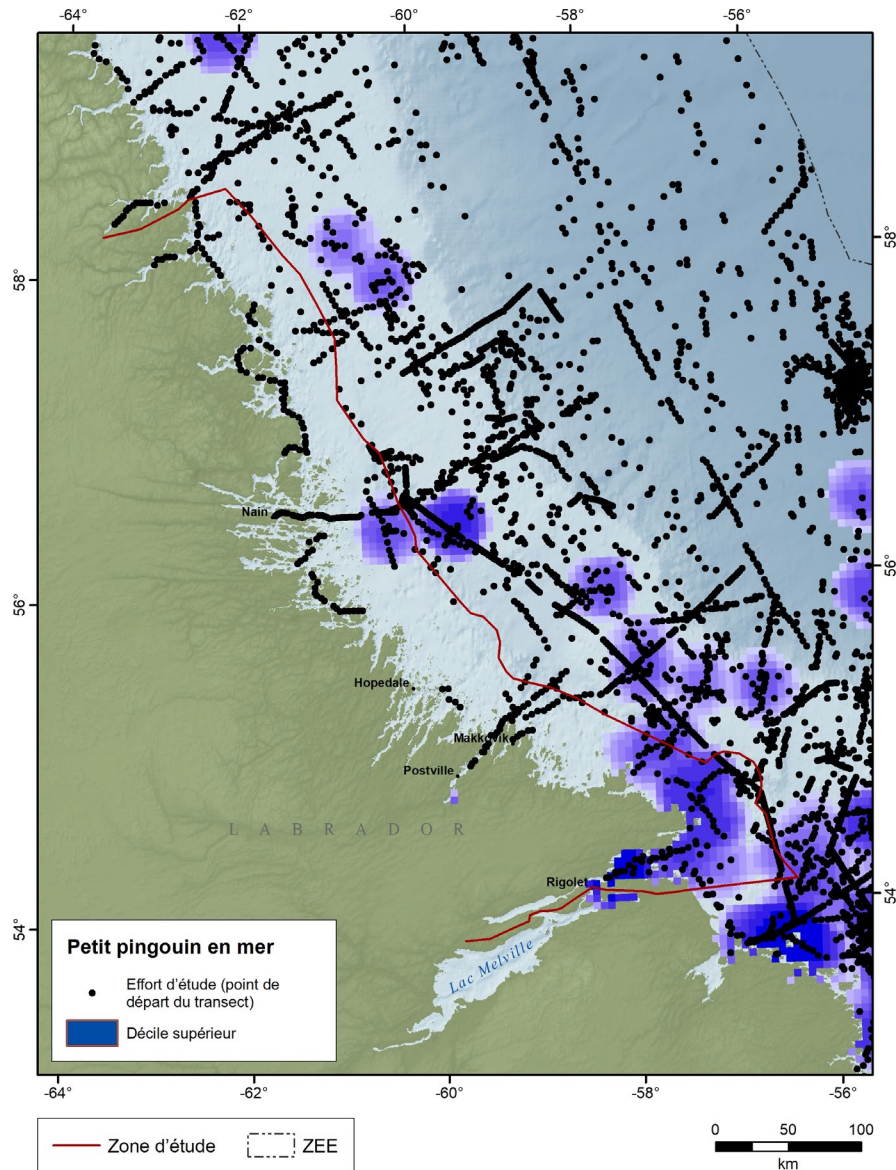 -62°
-60°
-58°
-56°
58°
58°
Nain
56°
56°
Hopedale
Makkovik
Postville
LABRADOR
Rigolet
54°
54°
Lac Melville
Petit pingouin en mer
Effort d'étude (point de
départ du transect)
Décile supérieur
-64°
-62°
-60°
-58°
-56°
Zone d'étude
ZEE
0 50 100
km